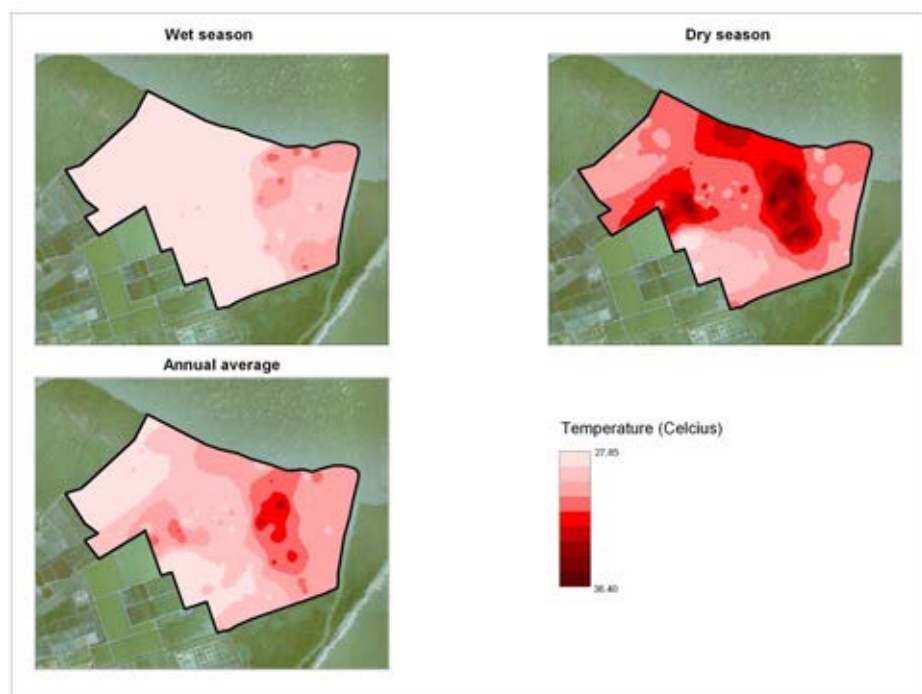 Wet season
Dry season
Annual average
Temperature (Celcius)
27.85
36.40